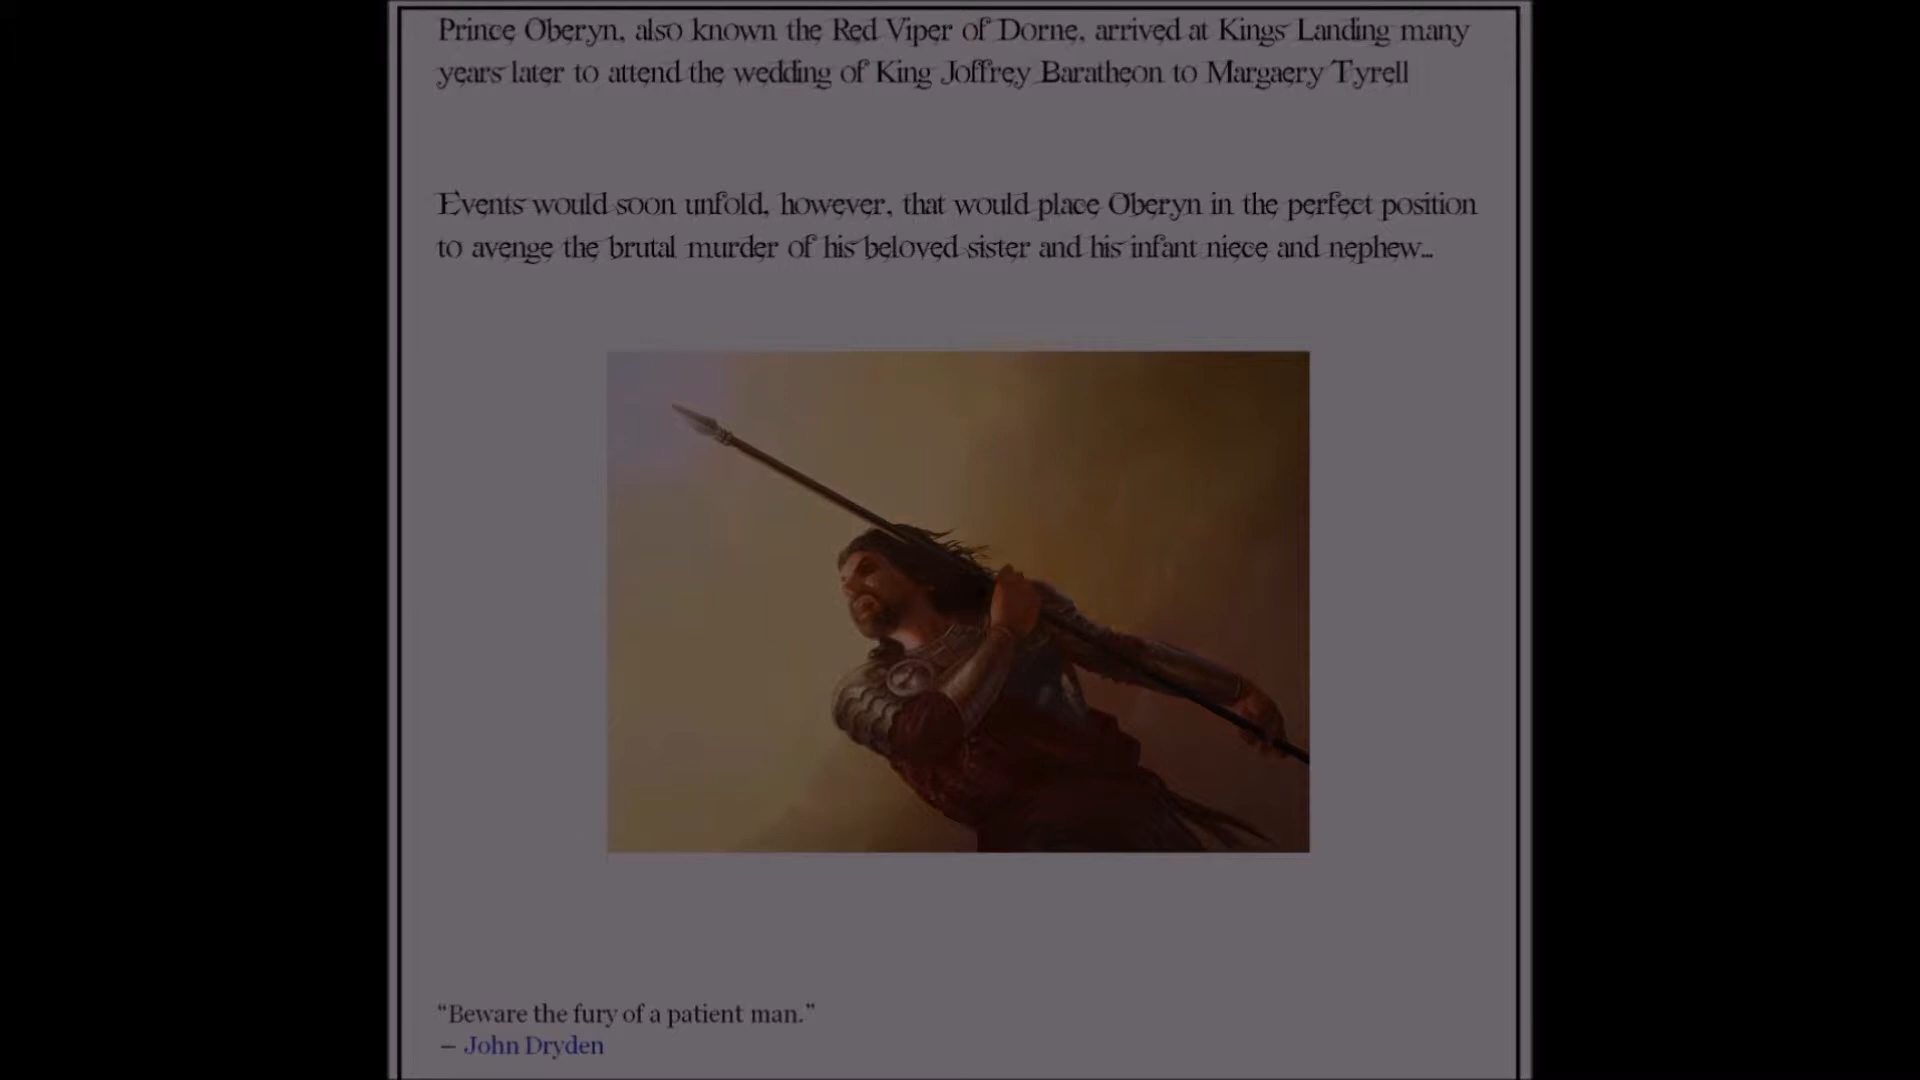 Prince Oberyn, also known the Red Viper of Dorne, arrived at Kings Landing many
years later to attend the wedding of King Joffrey Baratheon to Margaery Tyrell
Events would soon unfold, however, that would place Oberyn in the perfect position
to avenge the brutal murder of his beloved sister and his infant niece and nephew...
“Beware the fury of a patient man.”
― John Dryden